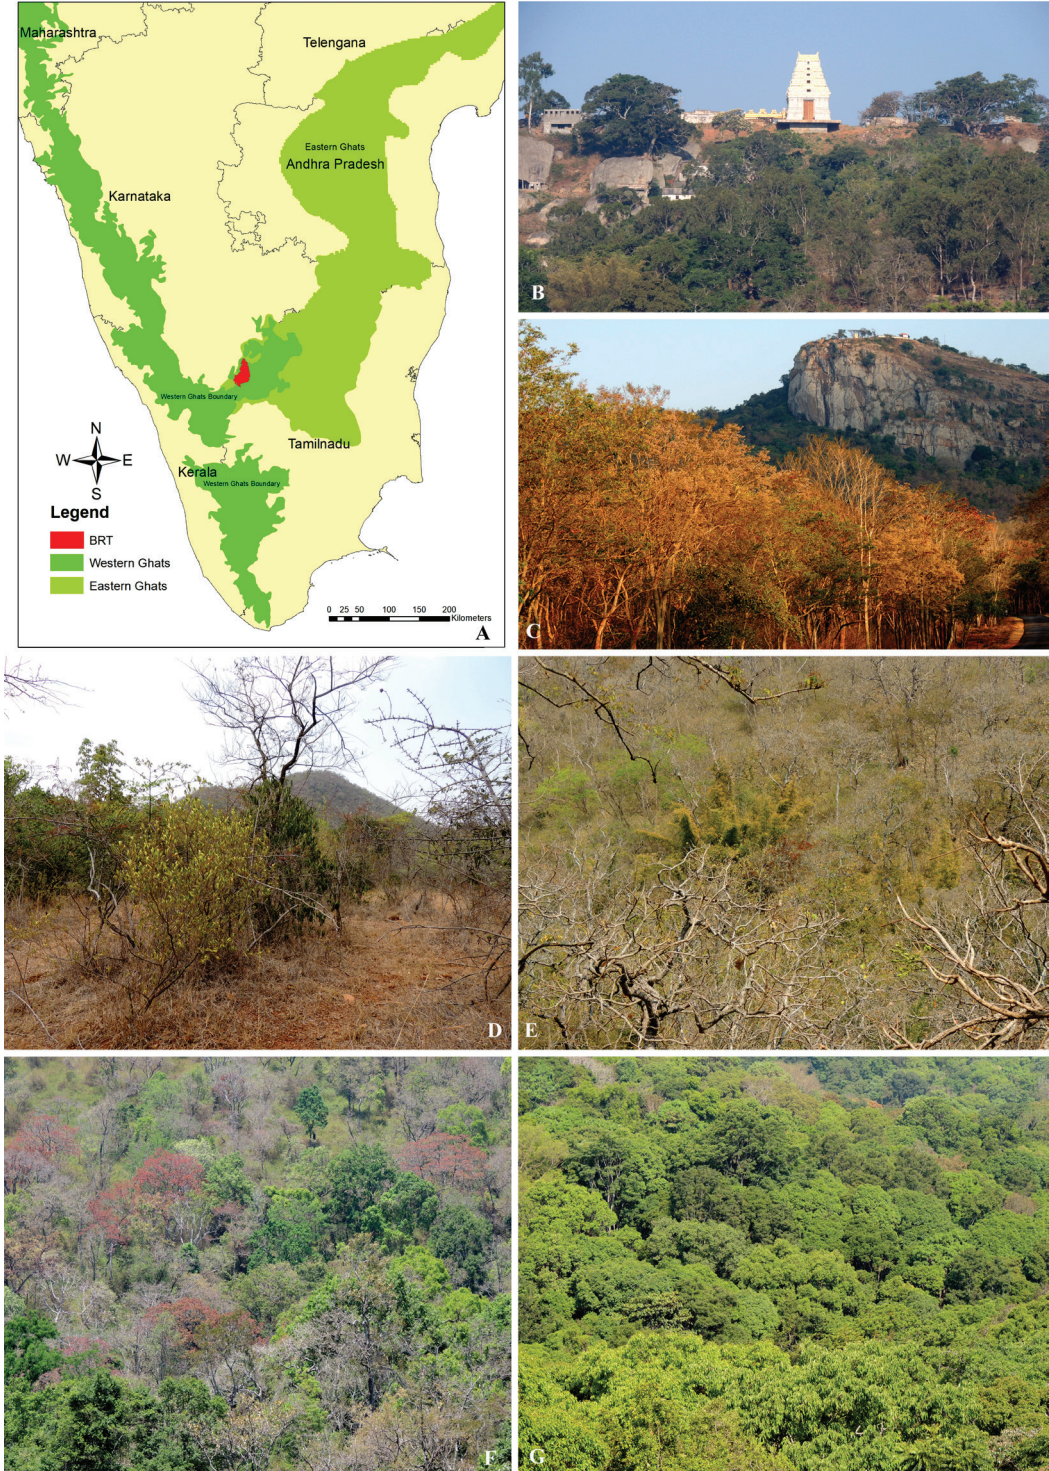 Maharashtra
Telengana
Eastern Ghats
Andhra Pradesh
Karnataka
Western Ghats Boundary
Tamilnadu
N
W E
S
Kerala
Western Ghats Boundary
Legend
BRT
Western Ghats
Eastern Ghats
0 25 50 100 150 200
Kilometers
A
B
C
D
E
F
G